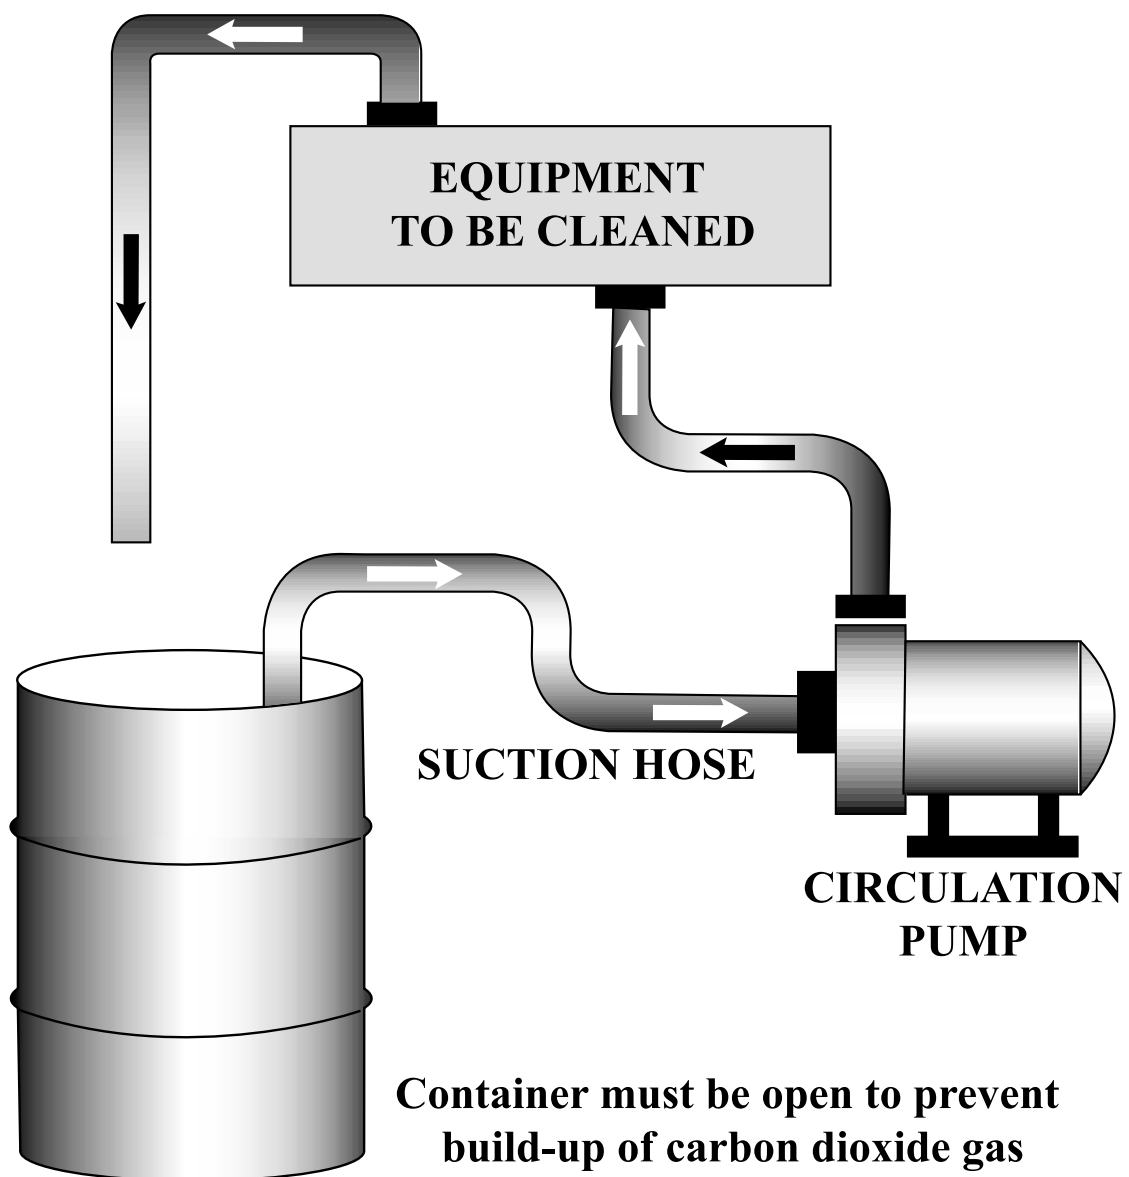 EQUIPMENT
TO BE CLEANED
SUCTION HOSE
CIRCULATION
PUMP
Container must be open to prevent
build-up of carbon dioxide gas